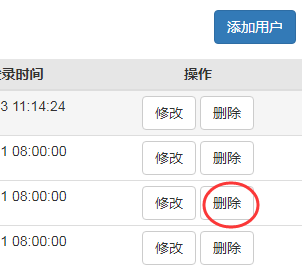 添加用户
登录时间 操作
3 11:14:24 修改 删除
1 08:00:00 修改 删除
1 08:00:00 修改 删除
1 08:00:00 修改 删除